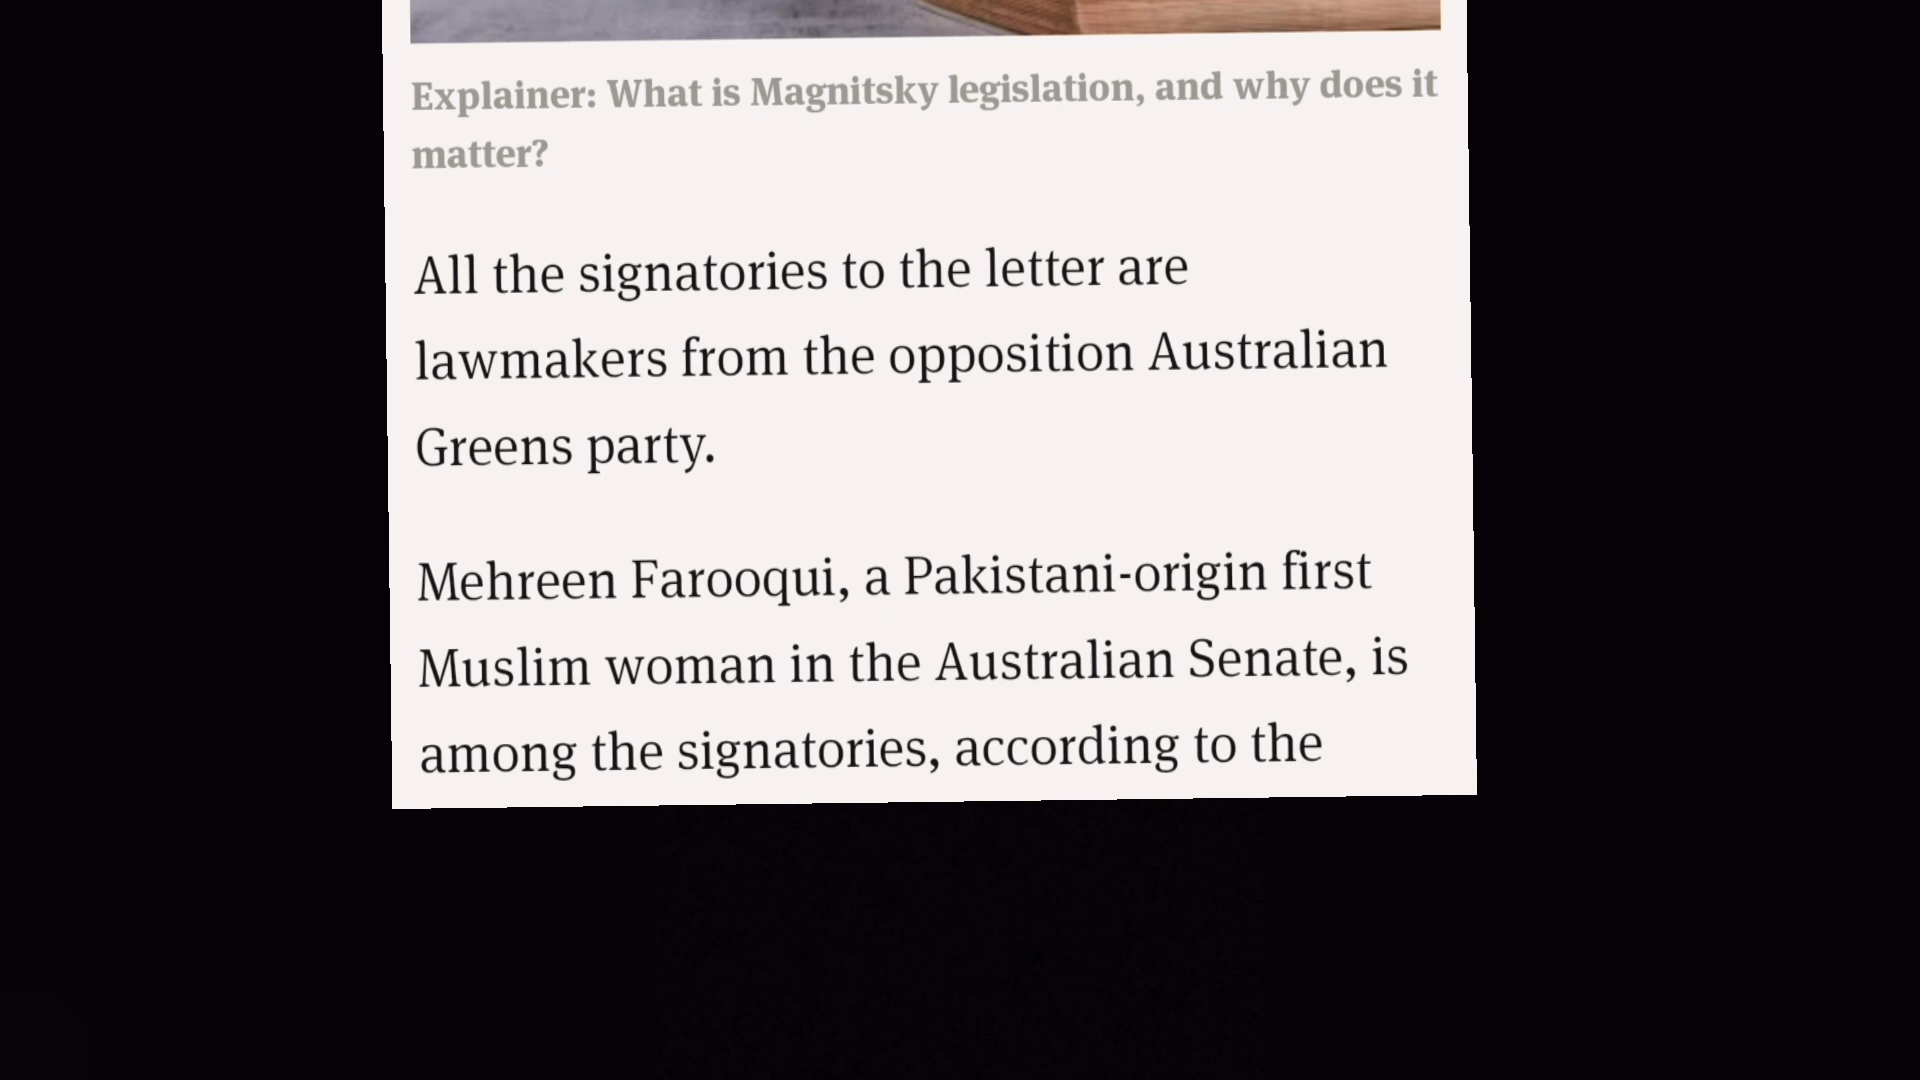 Explainer: What is Magnitsky legislation, and why does it
matter?
All the signatories to the letter are
lawmakers from the opposition Australian
Greens party.
Mehreen Farooqui, a Pakistani-origin first
Muslim woman in the Australian Senate, is
among the signatories, according to the